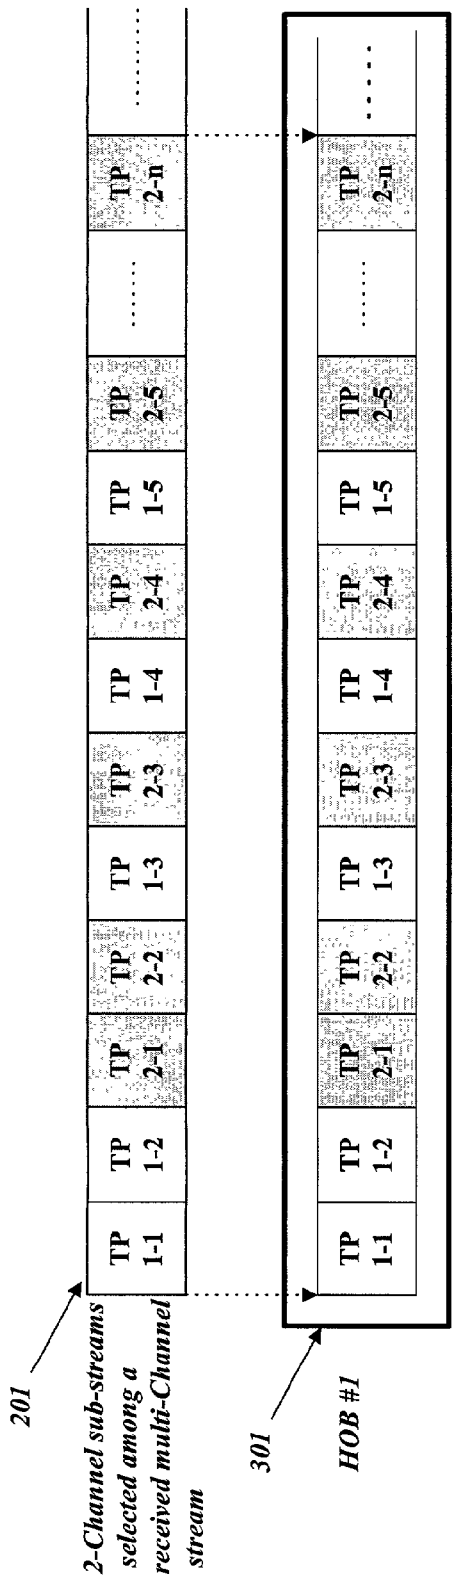 201
2-Channel sub-streams
selected among a
received multi-Channel
stream
TP
1-1
TP
1-2
TP
2-1
TP
2-2
TP
1-3
TP
2-3
TP
1-4
TP
2-4
TP
1-5
TP
2-5
........
TP
2-n
.........
301
HOB #1
TP
1-1
TP
1-2
TP
2-1
TP
2-2
TP
1-3
TP
2-3
TP
1-4
TP
2-4
TP
1-5
TP
2-5
........
TP
2-n
.....